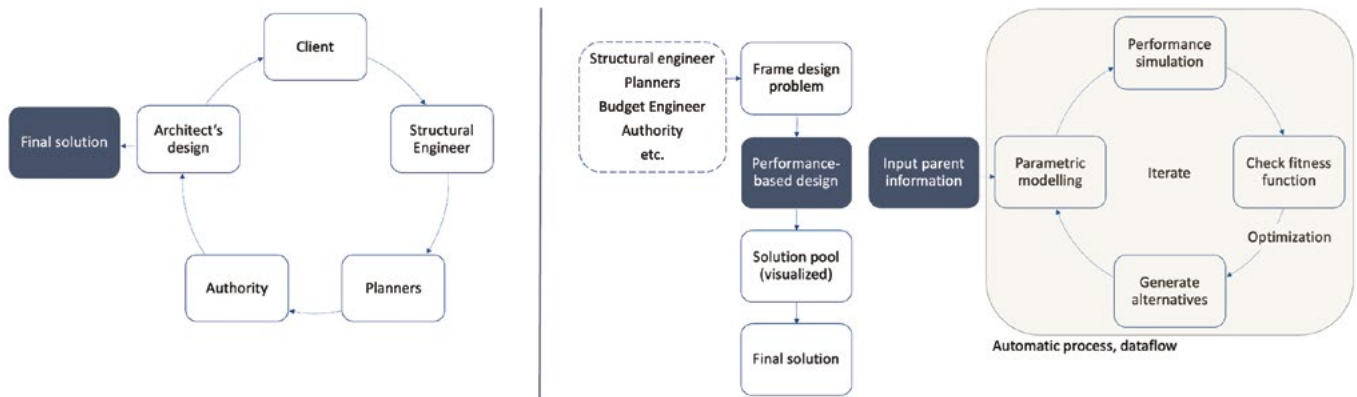 Client
Final solution
Architect's
design
Structural
Engineer
Authority
Planners
Structural engineer
Planners
Budget Engineer
Authority
etc.
Frame design
problem
Performance-
based design
Solution pool
(visualized)
Final solution
Input parent
information
Performance
simulation
Parametric
modelling
Iterate
Check fitness
function
Optimization
Generate
alternatives
Automatic process, dataflow